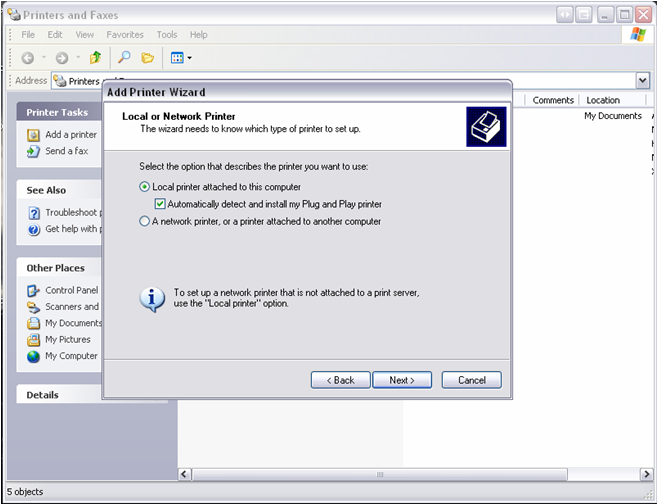 Printers and Faxes
File Edit View Favorites Tools Help
Address Printers and
Add Printer Wizard
Comments Location
Printer Tasks
Add a printer
Send a fax
Local or Network Printer
The wizard needs to know which type of printer to set up.
My Documents
Select the option that describes the printer you want to use:
Local printer attached to this computer
Automatically detect and install my Plug and Play printer
A network printer, or a printer attached to another computer
See Also
Troubleshoot
Get help with
Other Places
Control Panel
Scanners and
My Documents
My Pictures
My Computer
To set up a network printer that is not attached to a print server,
use the "Local printer" option.
< Back Next > Cancel
Details
5 objects